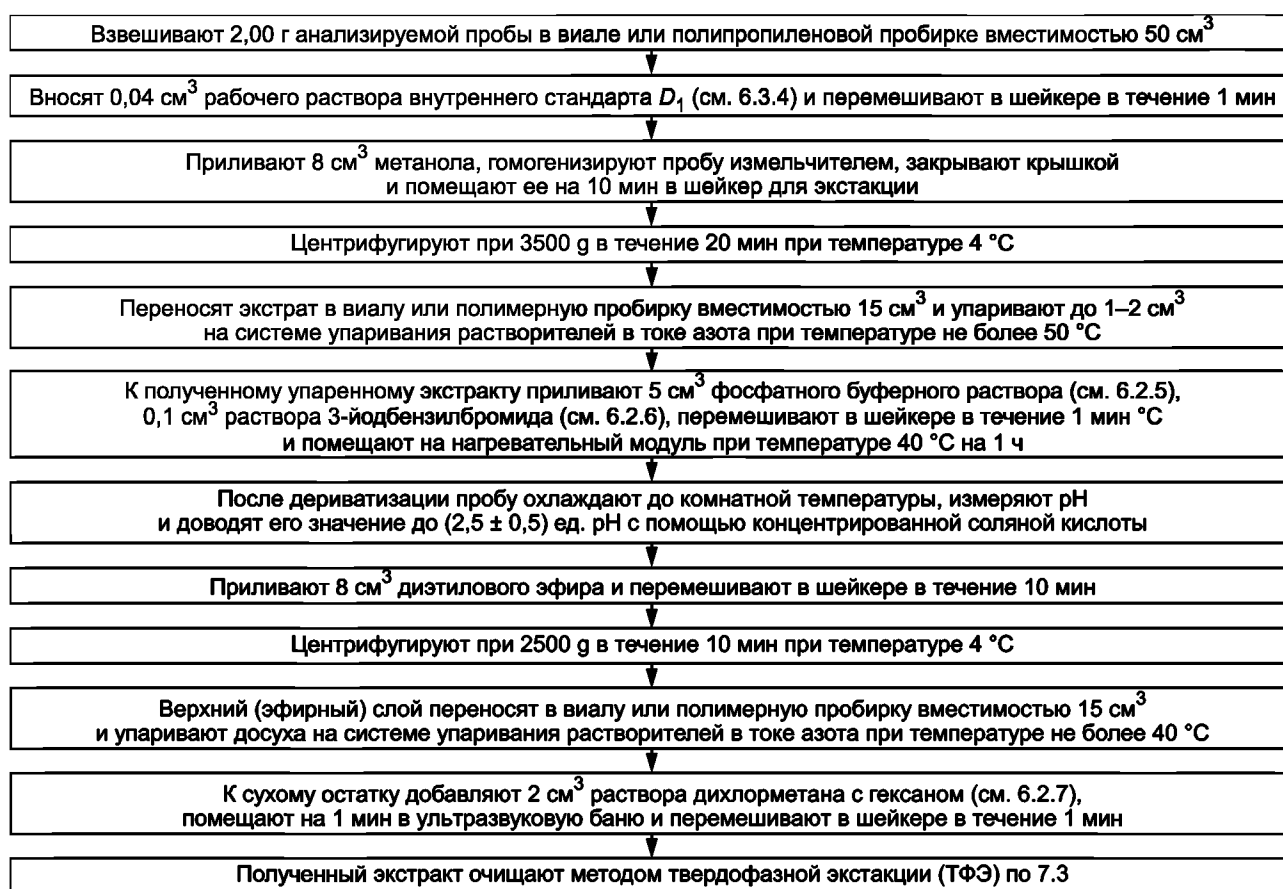 Взвешивают 2,00 г анализируемой пробы в виале или полипропиленовой пробирке вместимостью 50 см³
Вносят 0,04 см³ рабочего раствора внутреннего стандарта D₁ (см. 6.3.4) и перемешивают в шейкере в течение 1 мин
Приливают 8 см³ метанола, гомогенизируют пробу измельчителем, закрывают крышкой
и помещают ее на 10 мин в шейкер для экстакции
Центрифугируют при 3500 g в течение 20 мин при температуре 4 °С
Переносят экстрат в виалу или полимерную пробирку вместимостью 15 см³ и упаривают до 1–2 см³
на системе упаривания растворителей в токе азота при температуре не более 50 °С
К полученному упаренному экстракту приливают 5 см³ фосфатного буферного раствора (см. 6.2.5),
0,1 см³ раствора 3-йодбензилбромида (см. 6.2.6), перемешивают в шейкере в течение 1 мин °С
и помещают на нагревательный модуль при температуре 40 °С на 1 ч
После дериватизации пробу охлаждают до комнатной температуры, измеряют pH
и доводят его значение до (2,5 ± 0,5) ед. pH с помощью концентрированной соляной кислоты
Приливают 8 см³ диэтилового эфира и перемешивают в шейкере в течение 10 мин
Центрифугируют при 2500 g в течение 10 мин при температуре 4 °С
Верхний (эфирный) слой переносят в виалу или полимерную пробирку вместимостью 15 см³
и упаривают досуха на системе упаривания растворителей в токе азота при температуре не более 40 °С
К сухому остатку добавляют 2 см³ раствора дихлорметана с гексаном (см. 6.2.7),
помещают на 1 мин в ультразвуковую баню и перемешивают в шейкере в течение 1 мин
Полученный экстракт очищают методом твердофазной экстакции (ТФЭ) по 7.3